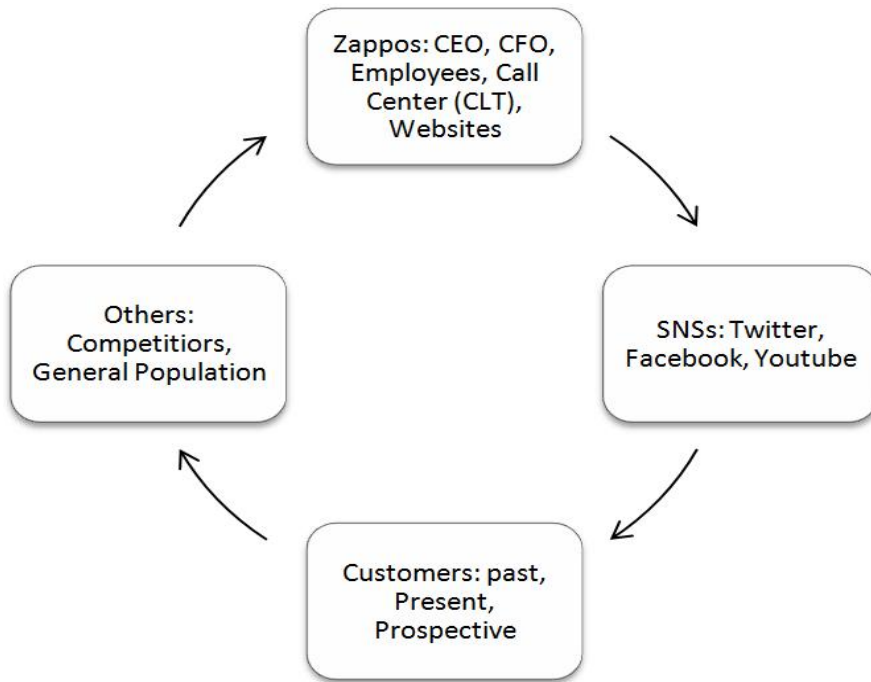 Zappos: CEO, CFO,
Employees, Call
Center (CLT),
Websites
SNSs: Twitter,
Facebook, Youtube
Customers: past,
Present,
Prospective
Others:
Competitiors,
General Population